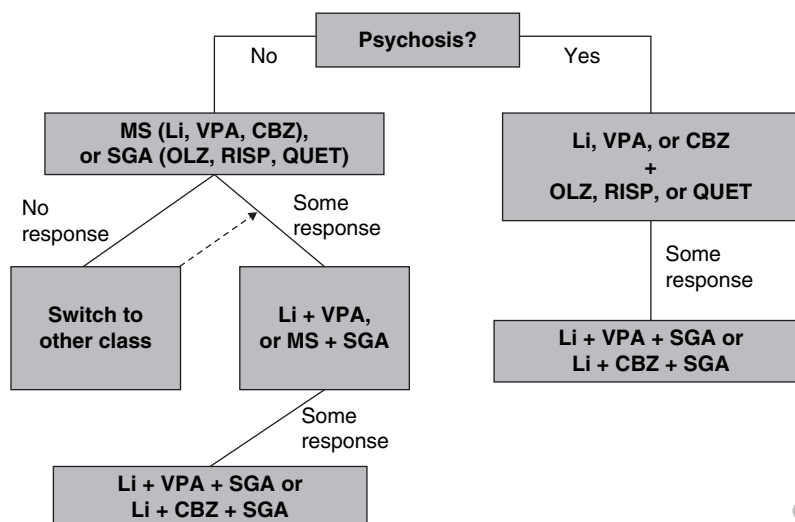 Psychosis?
No
Yes
MS (Li, VPA, CBZ),
or SGA (OLZ, RISP, QUET)
Li, VPA, or CBZ
+
OLZ, RISP, or QUET
No
response
Some
response
Some
response
Switch to
other class
Li + VPA,
or MS + SGA
Li + VPA + SGA or
Li + CBZ + SGA
Some
response
Li + VPA + SGA or
Li + CBZ + SGA